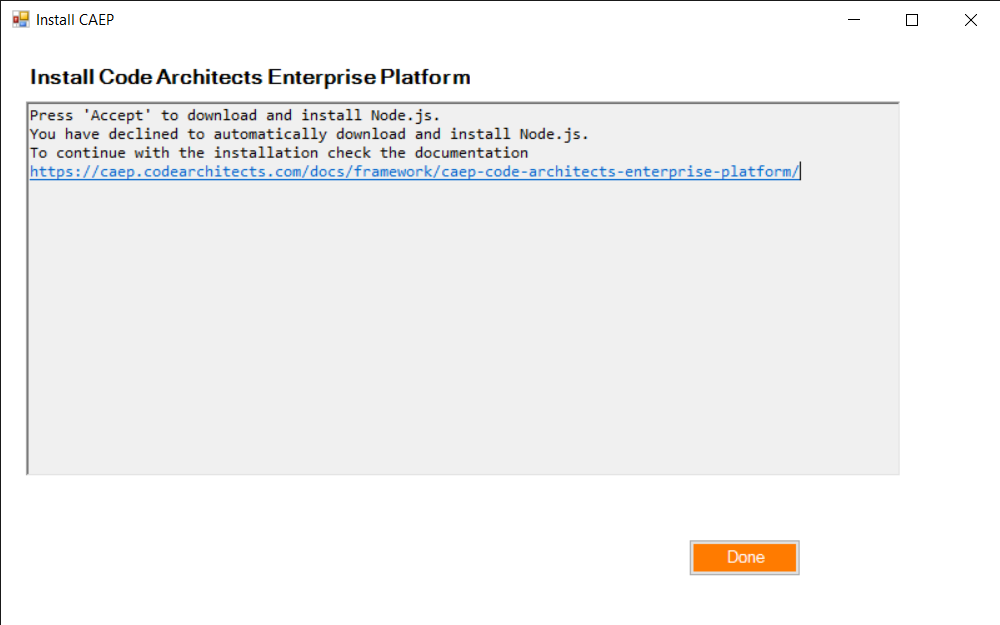 Install CAEP
Install Code Architects Enterprise Platform
Press 'Accept' to download and install Node.js.
You have declined to automatically download and install Node.js.
To continue with the installation check the documentation
https://caep.codearchitects.com/docs/framework/caep-code-architects-enterprise-platform/
Done